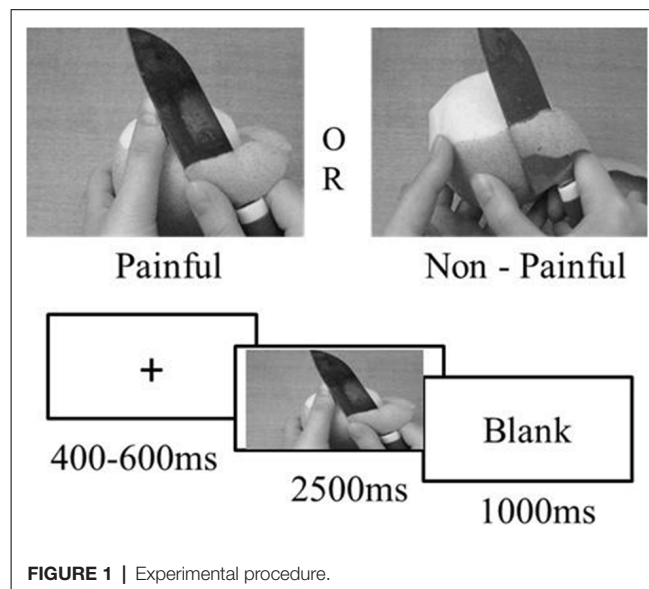 O
R
Painful
Non - Painful
+
400-600ms
2500ms
Blank
1000ms
FIGURE 1 | Experimental procedure.